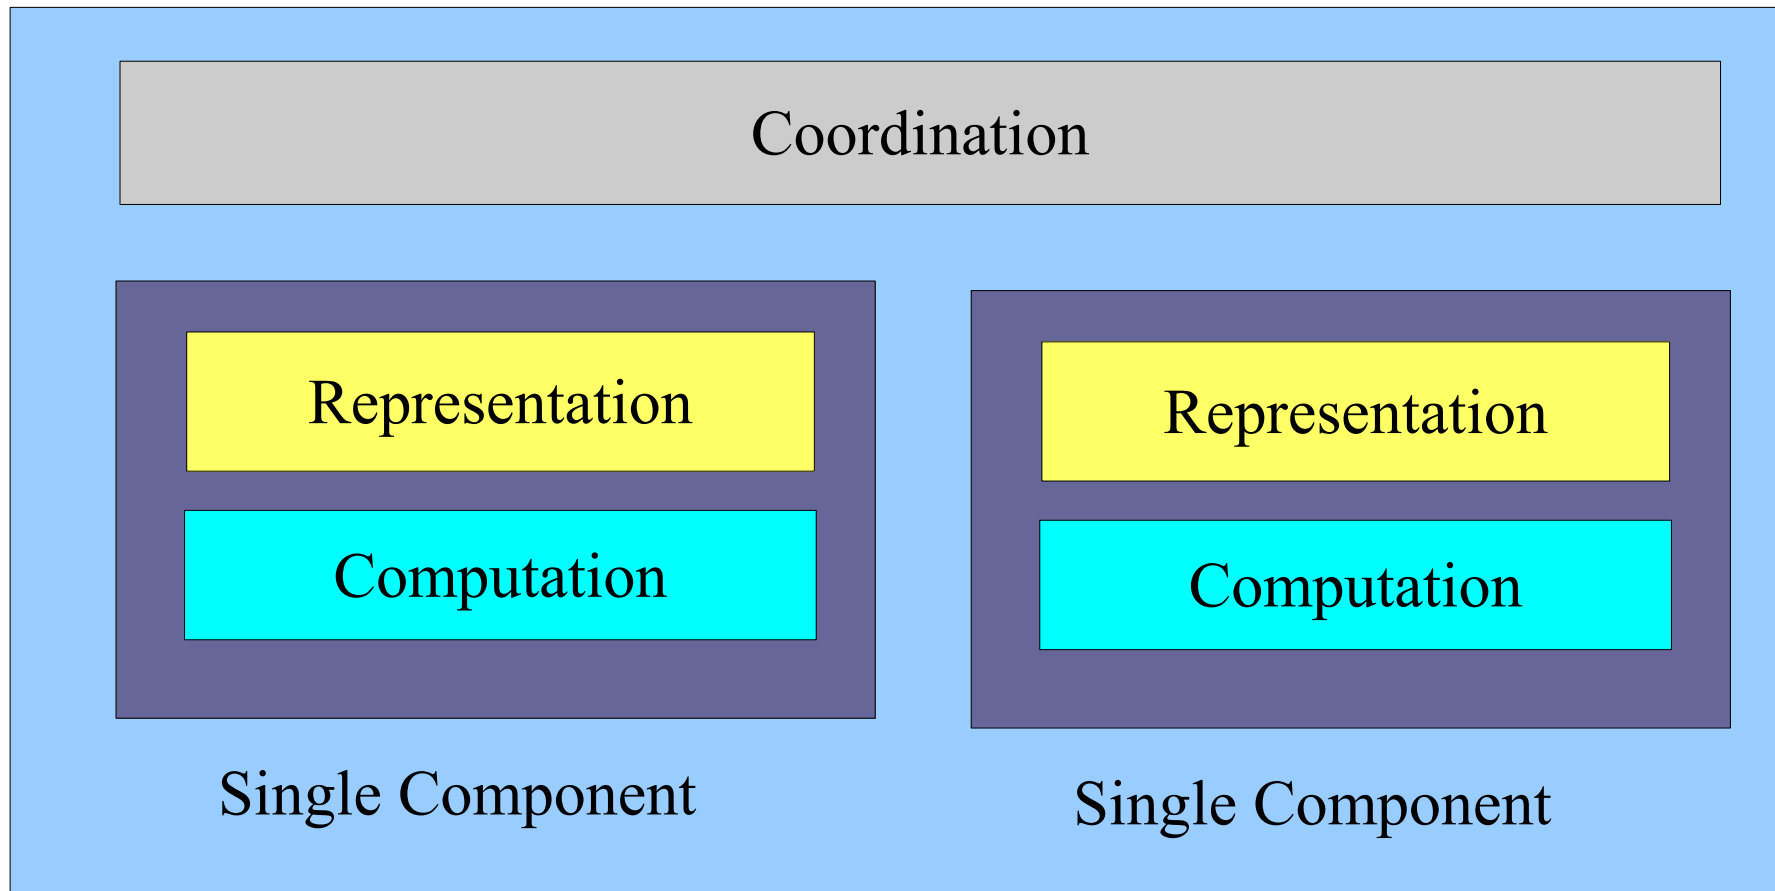 Coordination
Representation
Computation
Single Component
Representation
Computation
Single Component